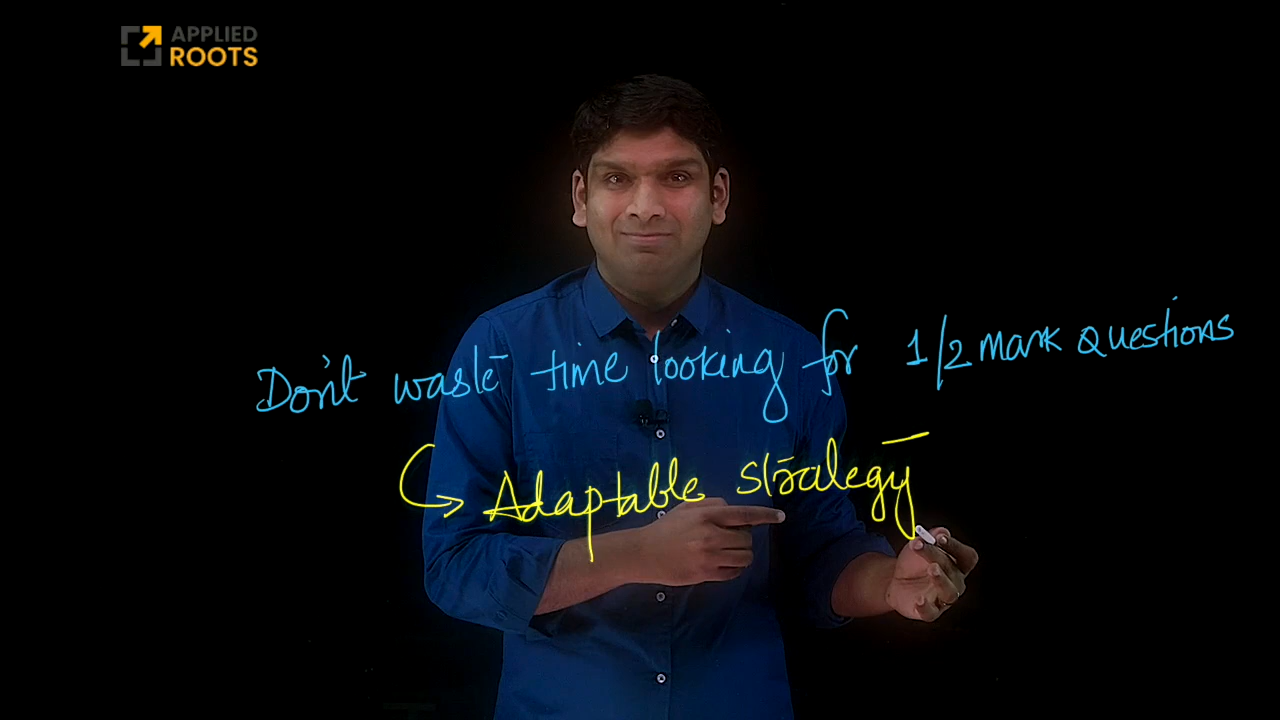 APPLIED
ROOTS
Don't waste time looking for 1/2 mark questions
Adaptable strategy